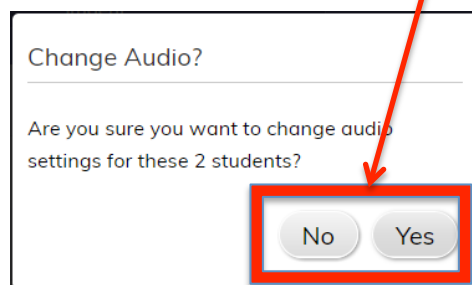 Change Audio?
Are you sure you want to change audio
settings for these 2 students?
No Yes